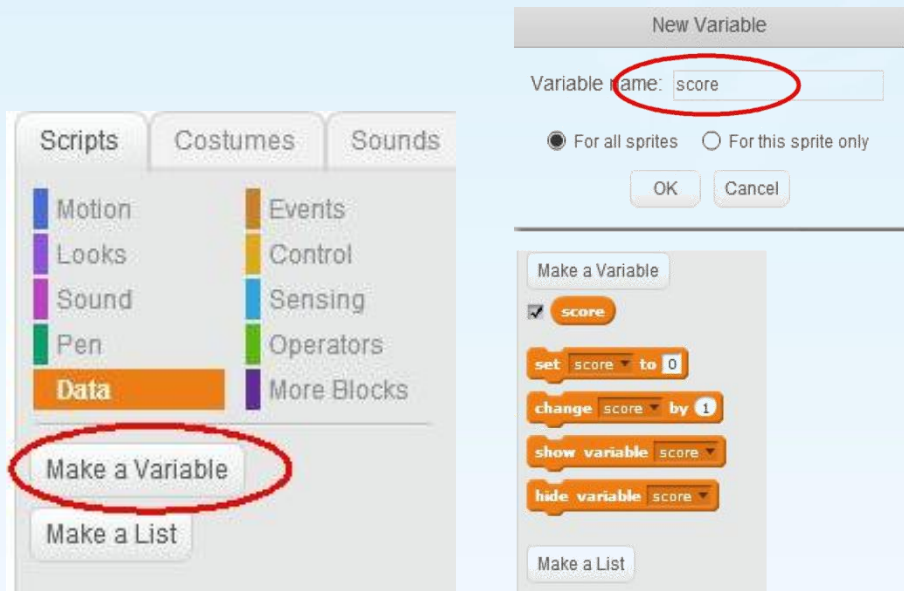 Scripts Costumes Sounds
Motion Events
Looks Control
Sound Sensing
Pen Operators
Data More Blocks
Make a Variable
Make a List
New Variable
Variable name: score
For all sprites For this sprite only
OK Cancel
Make a Variable
score
set score to 0
change score by 1
show variable score
hide variable score
Make a List